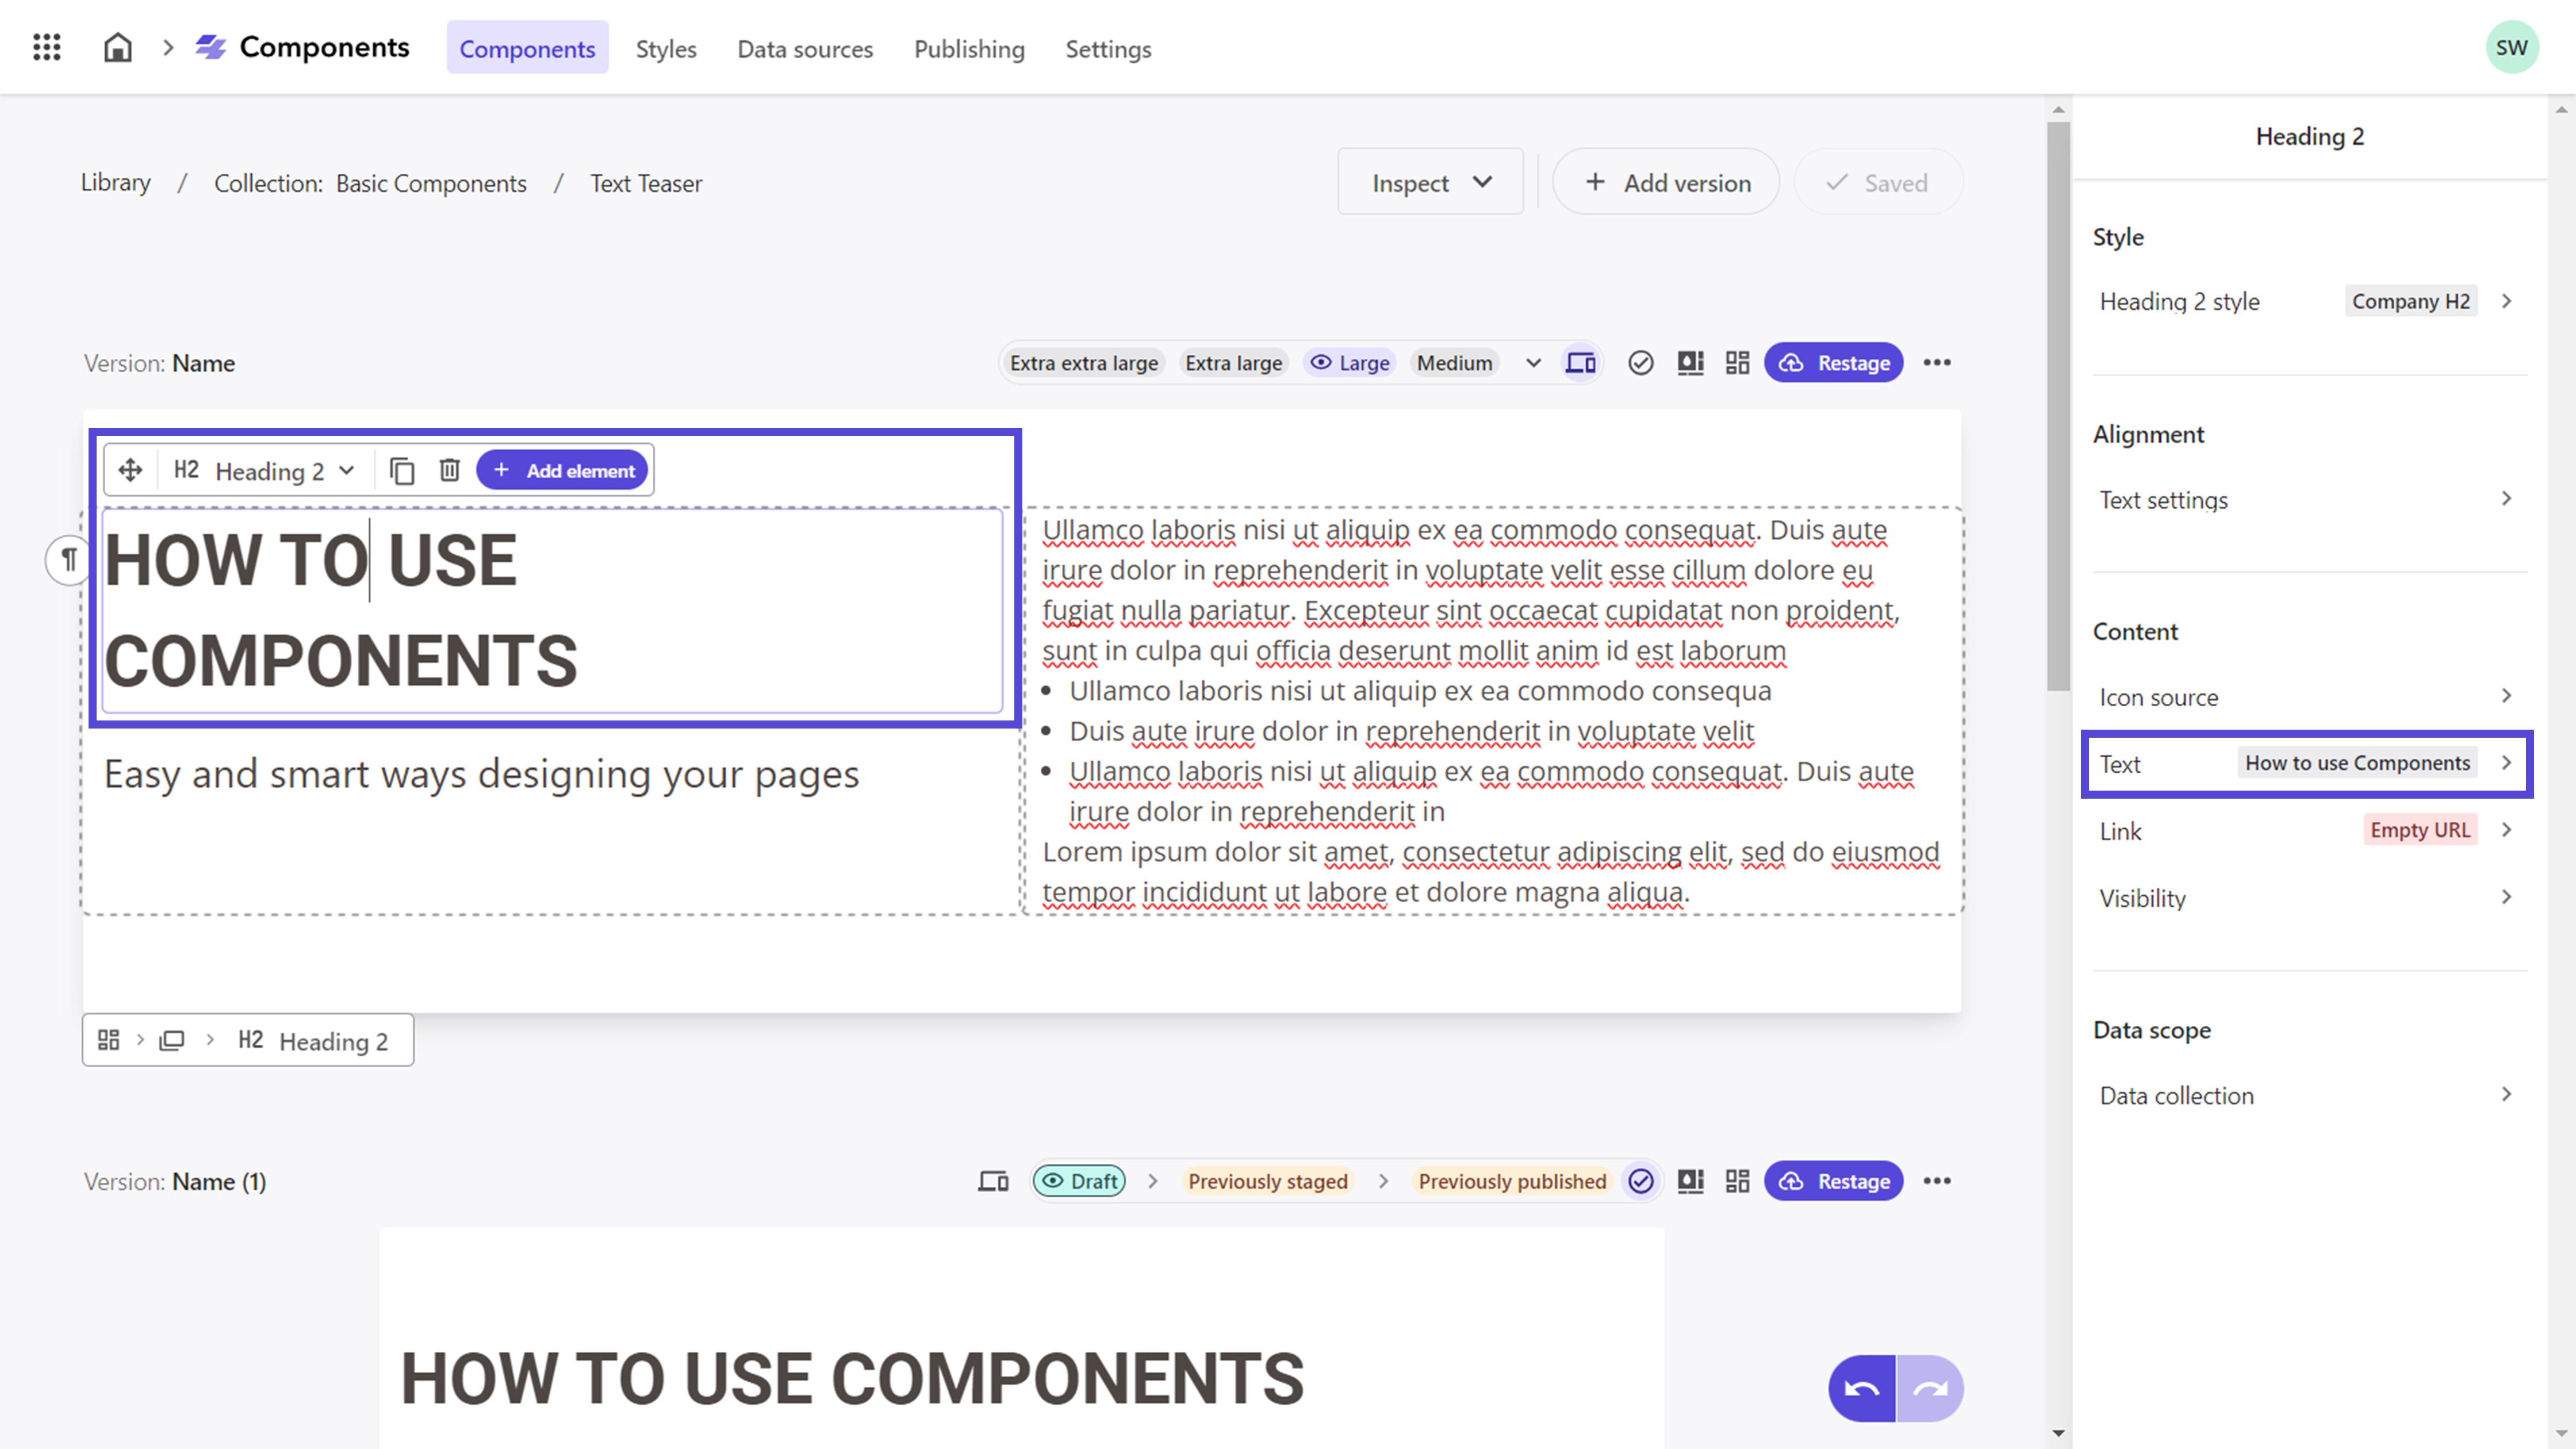 Components
Components
Styles
Data sources
Publishing
Settings
SW
Library / Collection: Basic Components / Text Teaser
Inspect
+ Add version
Saved
Version: Name
Extra extra large
Extra large
Large
Medium
Restage
H2 Heading 2
+ Add element
¶
HOW TO USE
COMPONENTS
Easy and smart ways designing your pages
Ullamco laboris nisi ut aliquip ex ea commodo consequat. Duis aute
irure dolor in reprehenderit in voluptate velit esse cillum dolore eu
fugiat nulla pariatur. Excepteur sint occaecat cupidatat non proident,
sunt in culpa qui officia deserunt mollit anim id est laborum
• Ullamco laboris nisi ut aliquip ex ea commodo consequa
• Duis aute irure dolor in reprehenderit in voluptate velit
• Ullamco laboris nisi ut aliquip ex ea commodo consequat. Duis aute
irure dolor in reprehenderit in
Lorem ipsum dolor sit amet, consectetur adipiscing elit, sed do eiusmod
tempor incididunt ut labore et dolore magna aliqua.
H2 Heading 2
Version: Name (1)
Draft
Previously staged
Previously published
Restage
HOW TO USE COMPONENTS
Heading 2
Style
Heading 2 style
Company H2
Alignment
Text settings
Content
Icon source
Text
How to use Components
Link
Empty URL
Visibility
Data scope
Data collection